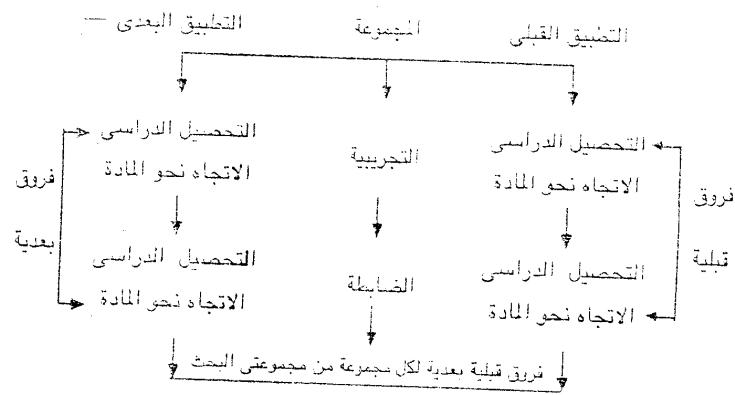 التطبيق القبلى
المجموعة
التطبيق البعدى
التحصيل الدراسى
الاتجاه نحو المادة
التجريبية
التحصيل الدراسى
الاتجاه نحو المادة
فروق
قبلية
فروق
بعدية
التحصيل الدراسى
الاتجاه نحو المادة
الضابطة
التحصيل الدراسى
الاتجاه نحو المادة
فروق قبلية بعدية لكل مجموعة من مجموعتى البحث